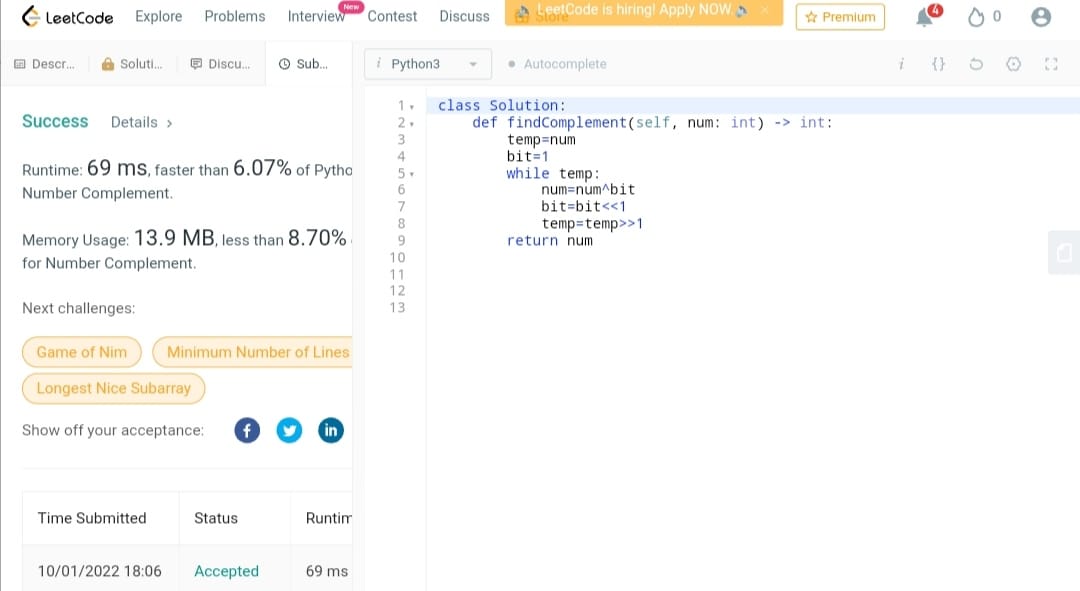 LeetCode Explore Problems Interview New Contest Discuss Store LeetCode is hiring! Apply NOW. × Premium 4 0
Descr... Soluti... Discu... Sub... i Python3 Autocomplete i {}
Success Details >
Runtime: 69 ms, faster than 6.07% of Pytho
Number Complement.
Memory Usage: 13.9 MB, less than 8.70%
for Number Complement.
Next challenges:
Game of Nim Minimum Number of Lines
Longest Nice Subarray
Show off your acceptance: f in
Time Submitted Status Runtim
10/01/2022 18:06 Accepted 69 ms
1 class Solution:
2 def findComplement(self, num: int) -> int:
3 temp=num
4 bit=1
5 while temp:
6 num=num^bit
7 bit=bit<<1
8 temp=temp>>1
9 return num
10
11
12
13